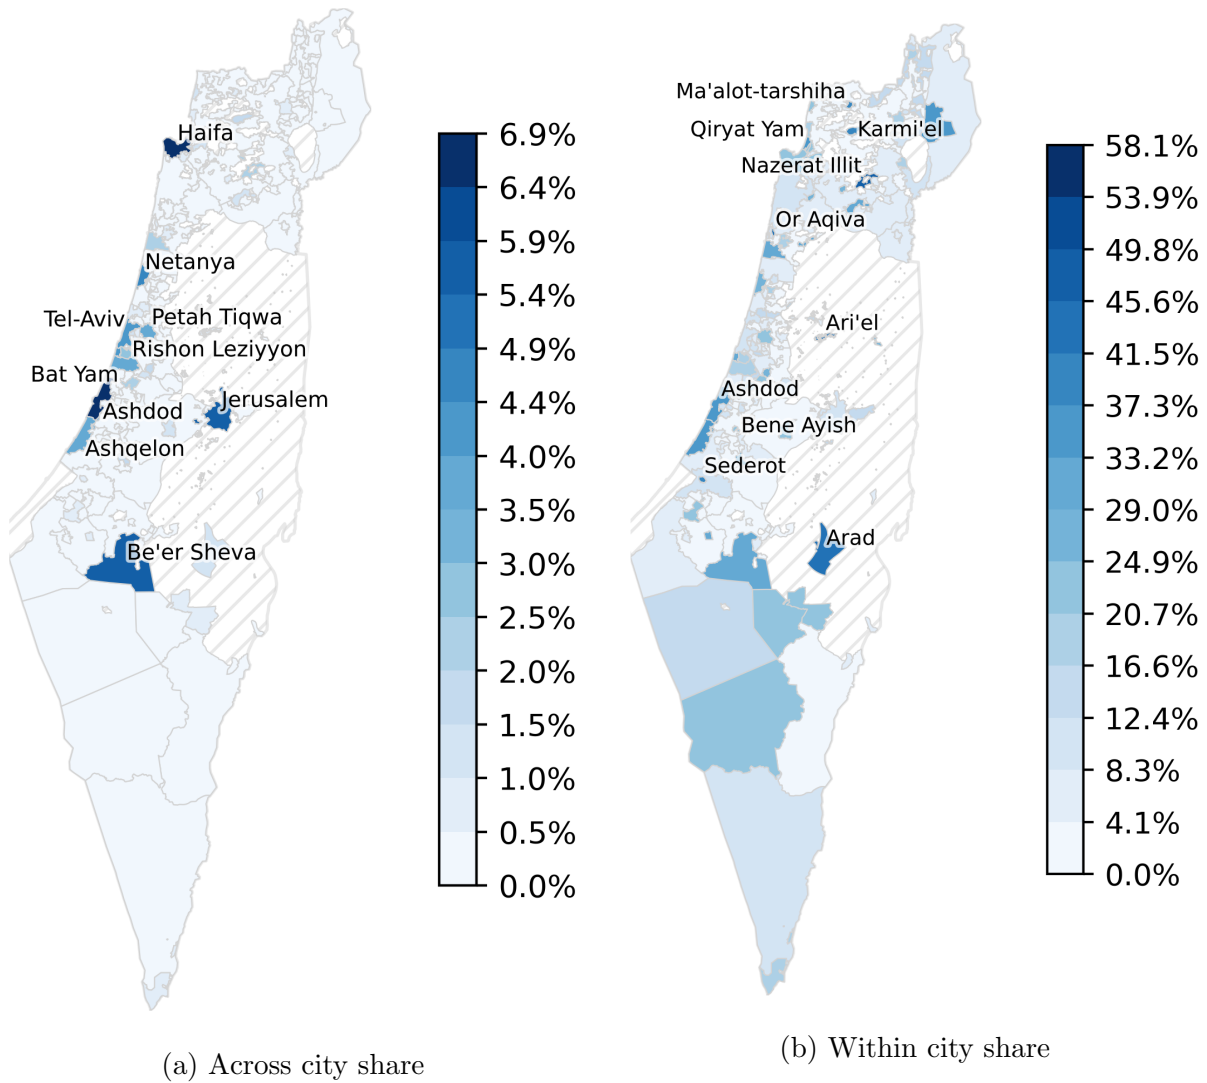 Haifa
Netanya
Tel-Aviv
Petah Tiqwa
Rishon Leziyyon
Bat Yam
Jerusalem
Ashdod
Ashqelon
Be'er Sheva
6.9%
6.4%
5.9%
5.4%
4.9%
4.4%
4.0%
3.5%
3.0%
2.5%
2.0%
1.5%
1.0%
0.5%
0.0%
(a) Across city share
Ma'alot-tarshiha
Qiryat Yam
Karmi'el
Nazerat Illit
Or Aqiva
Ari'el
Ashdod
Bene Ayish
Sederot
Arad
58.1%
53.9%
49.8%
45.6%
41.5%
37.3%
33.2%
29.0%
24.9%
20.7%
16.6%
12.4%
8.3%
4.1%
0.0%
(b) Within city share